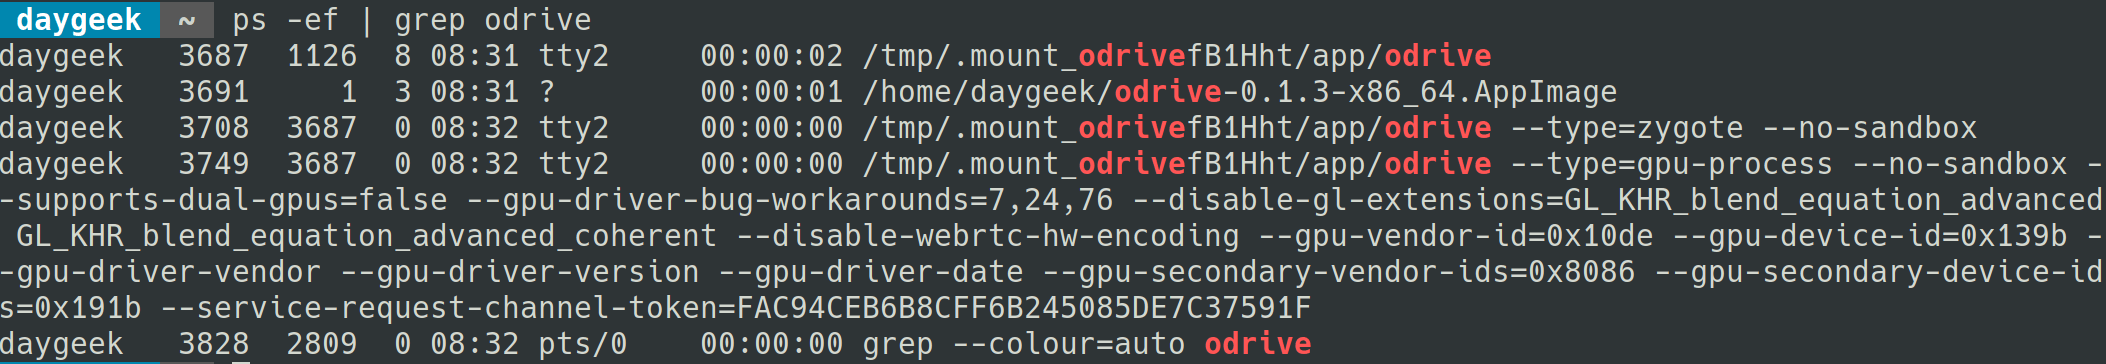 daygeek ~ ps -ef | grep odrive
daygeek 3687 1126 8 08:31 tty2 00:00:02 /tmp/.mount_odrivefB1Hht/app/odrive
daygeek 3691 1 3 08:31 ? 00:00:01 /home/daygeek/odrive-0.1.3-x86_64.AppImage
daygeek 3708 3687 0 08:32 tty2 00:00:00 /tmp/.mount_odrivefB1Hht/app/odrive --type=zygote --no-sandbox
daygeek 3749 3687 0 08:32 tty2 00:00:00 /tmp/.mount_odrivefB1Hht/app/odrive --type=gpu-process --no-sandbox -
-supports-dual-gpus=false --gpu-driver-bug-workarounds=7,24,76 --disable-gl-extensions=GL_KHR_blend_equation_advanced
GL_KHR_blend_equation_advanced_coherent --disable-webrtc-hw-encoding --gpu-vendor-id=0x10de --gpu-device-id=0x139b -
-gpu-driver-vendor --gpu-driver-version --gpu-driver-date --gpu-secondary-vendor-ids=0x8086 --gpu-secondary-device-id
s=0x191b --service-request-channel-token=FAC94CEB6B8CFF6B245085DE7C37591F
daygeek 3828 2809 0 08:32 pts/0 00:00:00 grep --colour=auto odrive